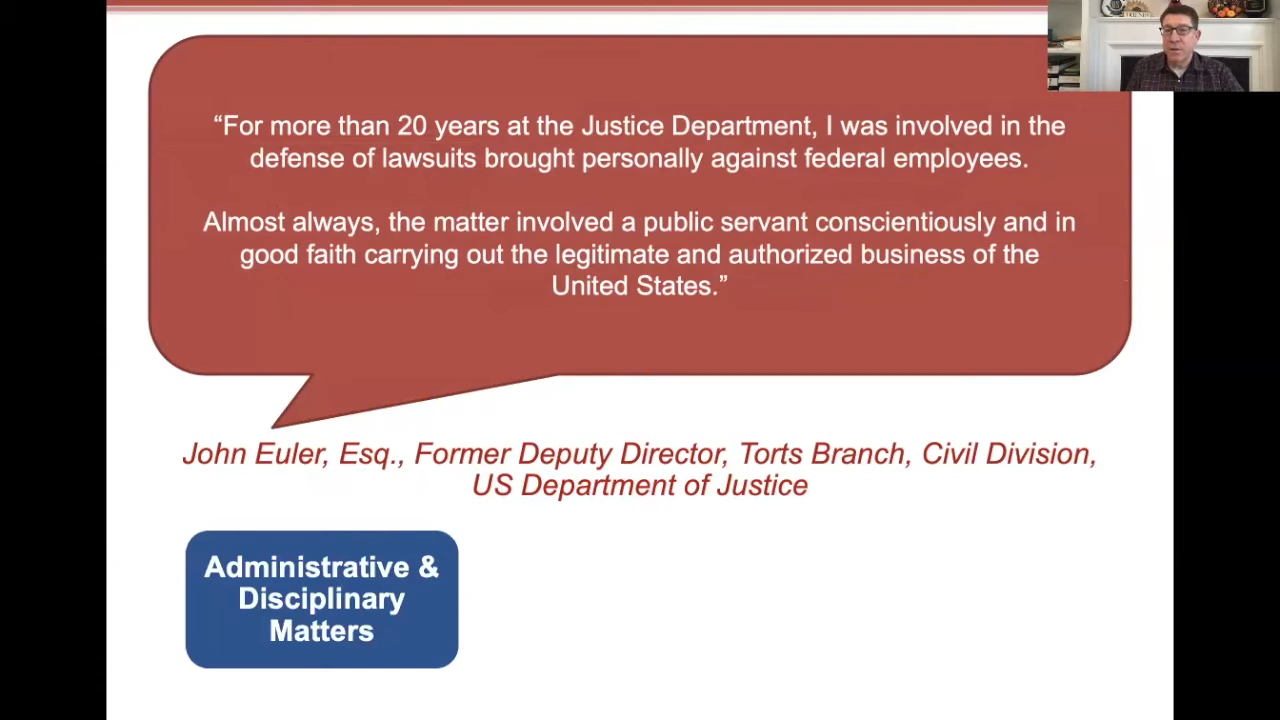 “For more than 20 years at the Justice Department, I was involved in the
defense of lawsuits brought personally against federal employees.
Almost always, the matter involved a public servant conscientiously and in
good faith carrying out the legitimate and authorized business of the
United States.”
John Euler, Esq., Former Deputy Director, Torts Branch, Civil Division,
US Department of Justice
Administrative &
Disciplinary
Matters